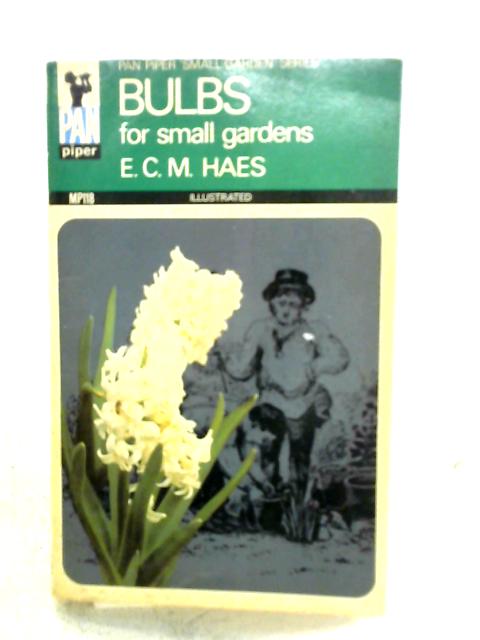 PAN PIPER 'SMALL GARDEN' SERIES
BULBS
for small gardens
E.C.M. HAES
PAN
piper
MP118
ILLUSTRATED